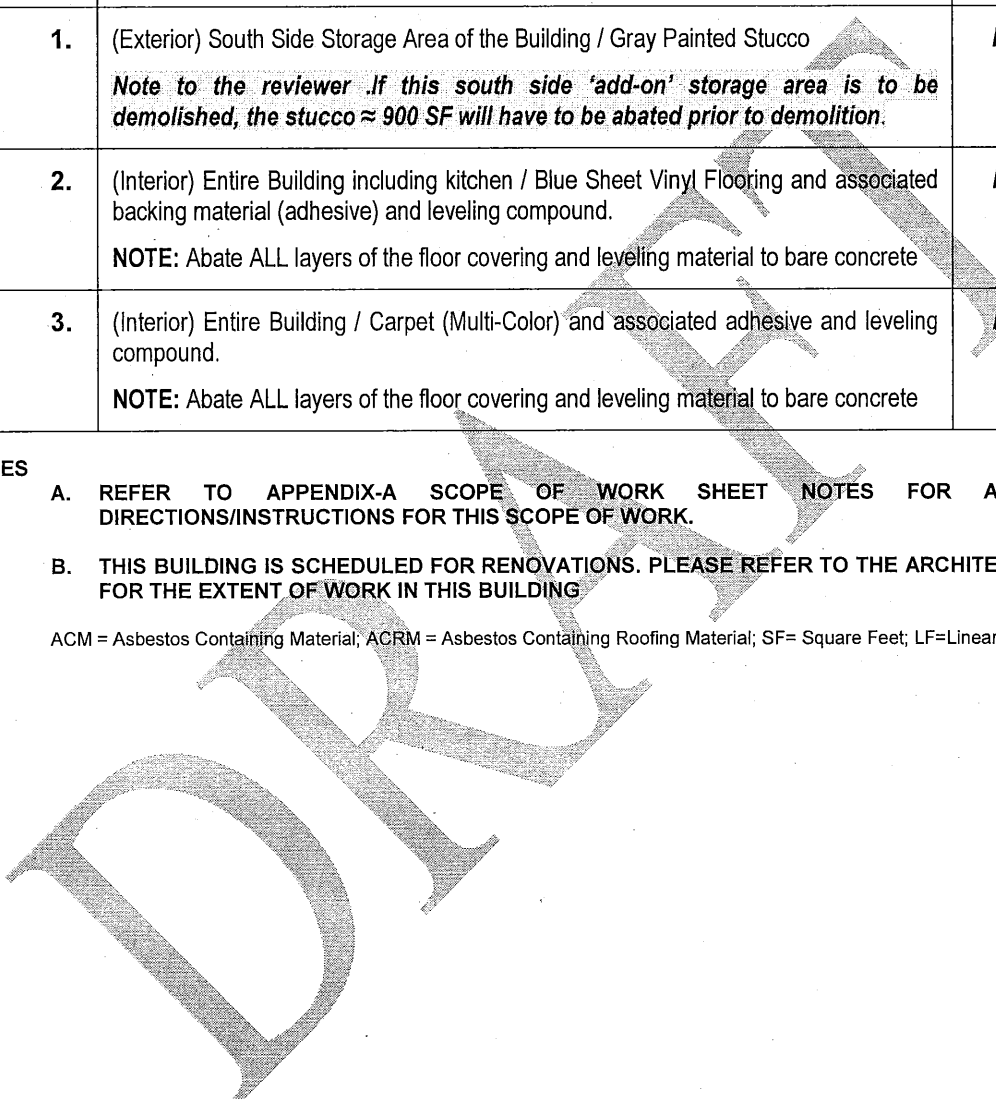 1. (Exterior) South Side Storage Area of the Building / Gray Painted Stucco
Note to the reviewer .If this south side ‘add-on’ storage area is to be
demolished, the stucco ≈ 900 SF will have to be abated prior to demolition.
2. (Interior) Entire Building including kitchen / Blue Sheet Vinyl Flooring and associated
backing material (adhesive) and leveling compound.
NOTE: Abate ALL layers of the floor covering and leveling material to bare concrete
3. (Interior) Entire Building / Carpet (Multi-Color) and associated adhesive and leveling
compound.
NOTE: Abate ALL layers of the floor covering and leveling material to bare concrete
ES
A. REFER TO APPENDIX-A SCOPE OF WORK SHEET NOTES FOR A
DIRECTIONS/INSTRUCTIONS FOR THIS SCOPE OF WORK.
B. THIS BUILDING IS SCHEDULED FOR RENOVATIONS. PLEASE REFER TO THE ARCHITE
FOR THE EXTENT OF WORK IN THIS BUILDING
ACM = Asbestos Containing Material; ACRM = Asbestos Containing Roofing Material; SF= Square Feet; LF=Linear
DRAFT